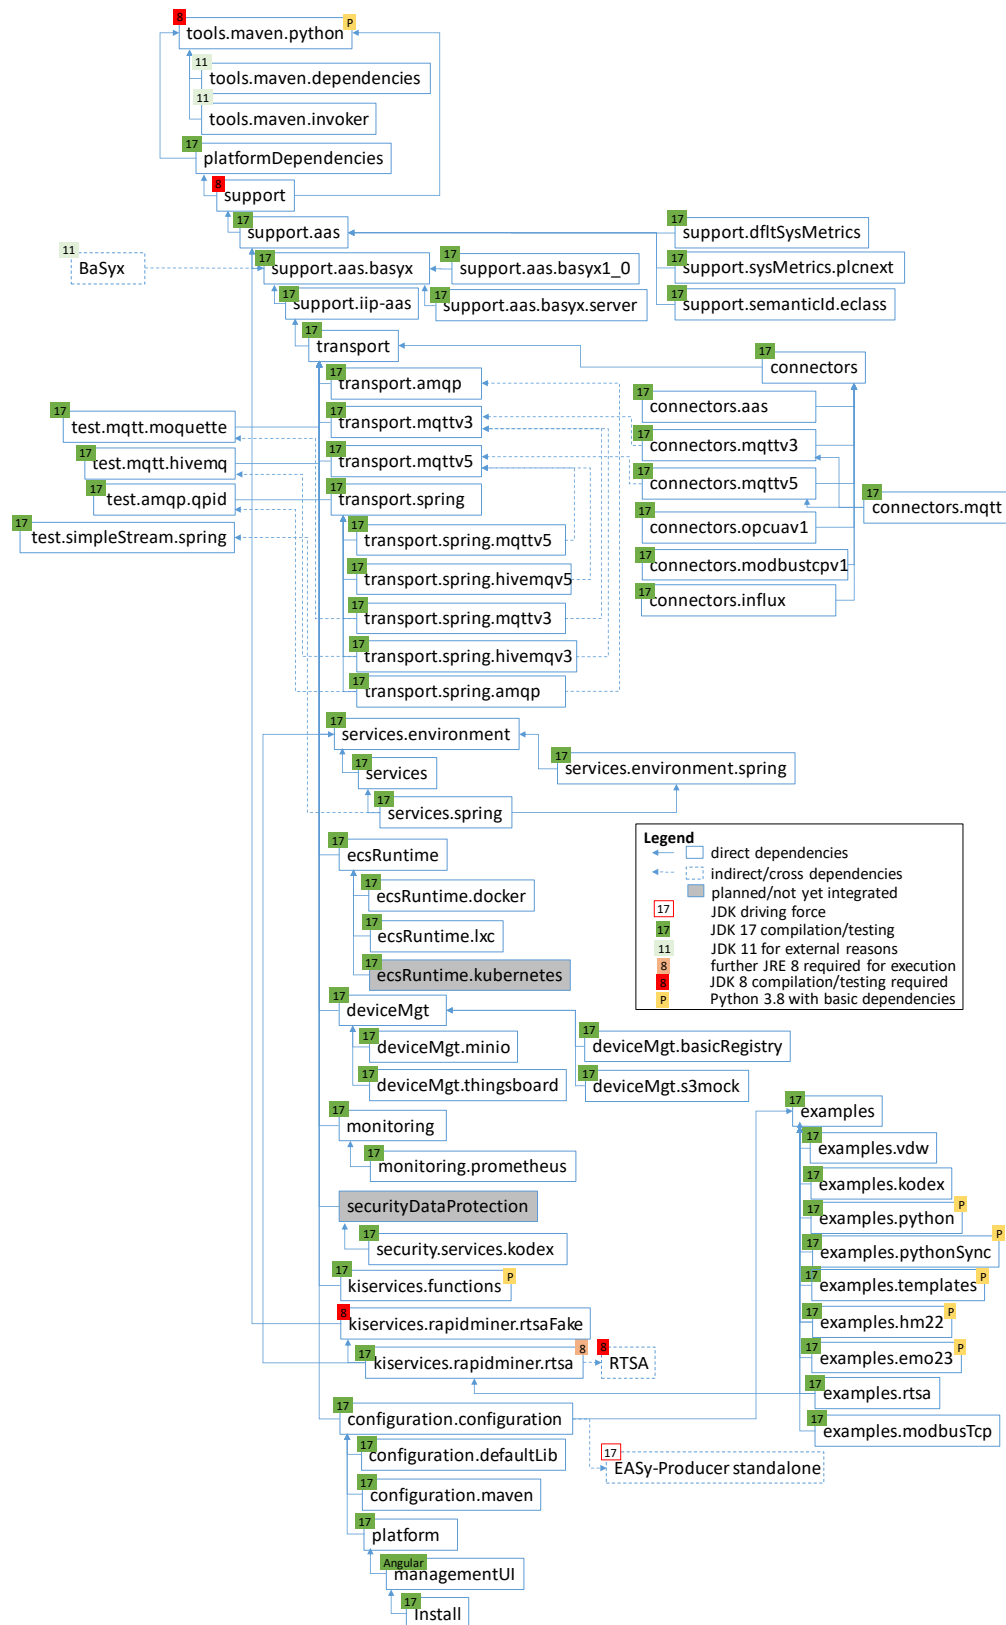 8
P
tools.maven.python
11
tools.maven.dependencies
11
tools.maven.invoker
17
platformDependencies
8
support
17
support.aas
17
support.dfltSysMetrics
11
BaSyx
17
support.aas.basyx
17
support.aas.basyx1_0
17
support.sysMetrics.plcnext
17
support.iip-aas
17
support.aas.basyx.server
17
support.semanticId.eclass
17
transport
17
connectors
17
transport.amqp
17
connectors.aas
17
test.mqtt.moquette
17
transport.mqttv3
17
connectors.mqttv3
17
test.mqtt.hivemq
17
transport.mqttv5
17
connectors.mqttv5
17
test.amqp.qpid
17
transport.spring
17
connectors.mqtt
17
test.simpleStream.spring
17
transport.spring.mqttv5
17
connectors.opcuav1
17
transport.spring.hivemqv5
17
connectors.modbustcpv1
17
transport.spring.mqttv3
17
connectors.influx
17
transport.spring.hivemqv3
17
transport.spring.amqp
17
services.environment
17
services
17
services.environment.spring
17
services.spring
17
ecsRuntime
17
ecsRuntime.docker
17
ecsRuntime.lxc
17
ecsRuntime.kubernetes
Legend
direct dependencies
indirect/cross dependencies
planned/not yet integrated
17 JDK driving force
17 JDK 17 compilation/testing
11 JDK 11 for external reasons
8 further JRE 8 required for execution
8 JDK 8 compilation/testing required
P Python 3.8 with basic dependencies
17
deviceMgt
17
deviceMgt.minio
17
deviceMgt.basicRegistry
17
deviceMgt.thingsboard
17
deviceMgt.s3mock
17
monitoring
17
monitoring.prometheus
securityDataProtection
17
security.services.kodex
17
P
kiservices.functions
8
kiservices.rapidminer.rtsaFake
17
8
kiservices.rapidminer.rtsa
8
RTSA
17
examples
17
examples.vdw
17
examples.kodex
17
P
examples.python
17
P
examples.pythonSync
17
P
examples.templates
17
P
examples.hm22
17
P
examples.emo23
17
examples.rtsa
17
examples.modbusTcp
17
configuration.configuration
17
configuration.defaultLib
17
EASy-Producer standalone
17
configuration.maven
17
platform
Angular
managementUI
17
Install